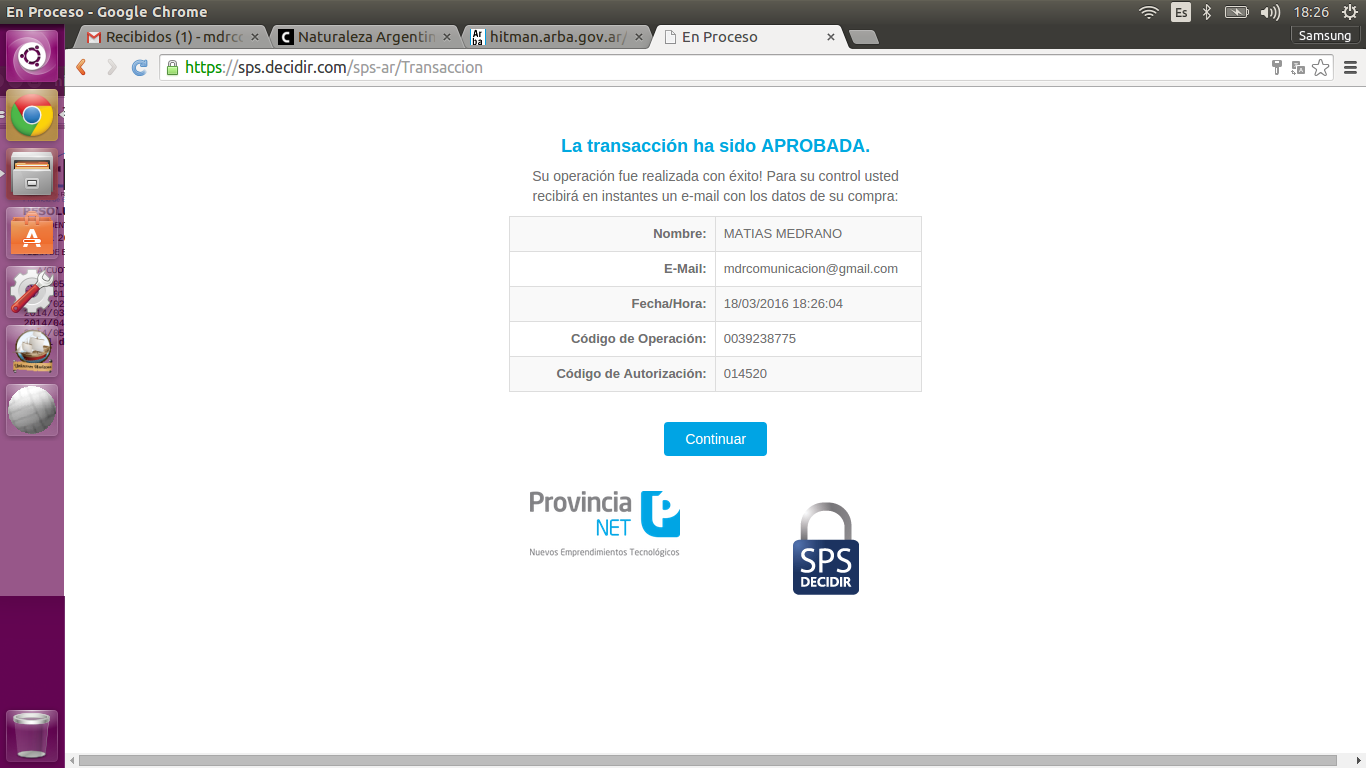 En Proceso - Google Chrome
Es
18:26
Recibidos (1) - mdrco
Naturaleza Argentin
hitman.arba.gov.ar/
En Proceso
Samsung
https://sps.decidir.com/sps-ar/Transaccion
La transacción ha sido APROBADA.
Su operación fue realizada con éxito! Para su control usted
recibirá en instantes un e-mail con los datos de su compra:
Nombre: MATIAS MEDRANO
E-Mail: mdrcomunicacion@gmail.com
Fecha/Hora: 18/03/2016 18:26:04
Código de Operación: 0039238775
Código de Autorización: 014520
Continuar
Provincia
NET
Nuevos Emprendimientos Tecnológicos
SPS
DECIDIR